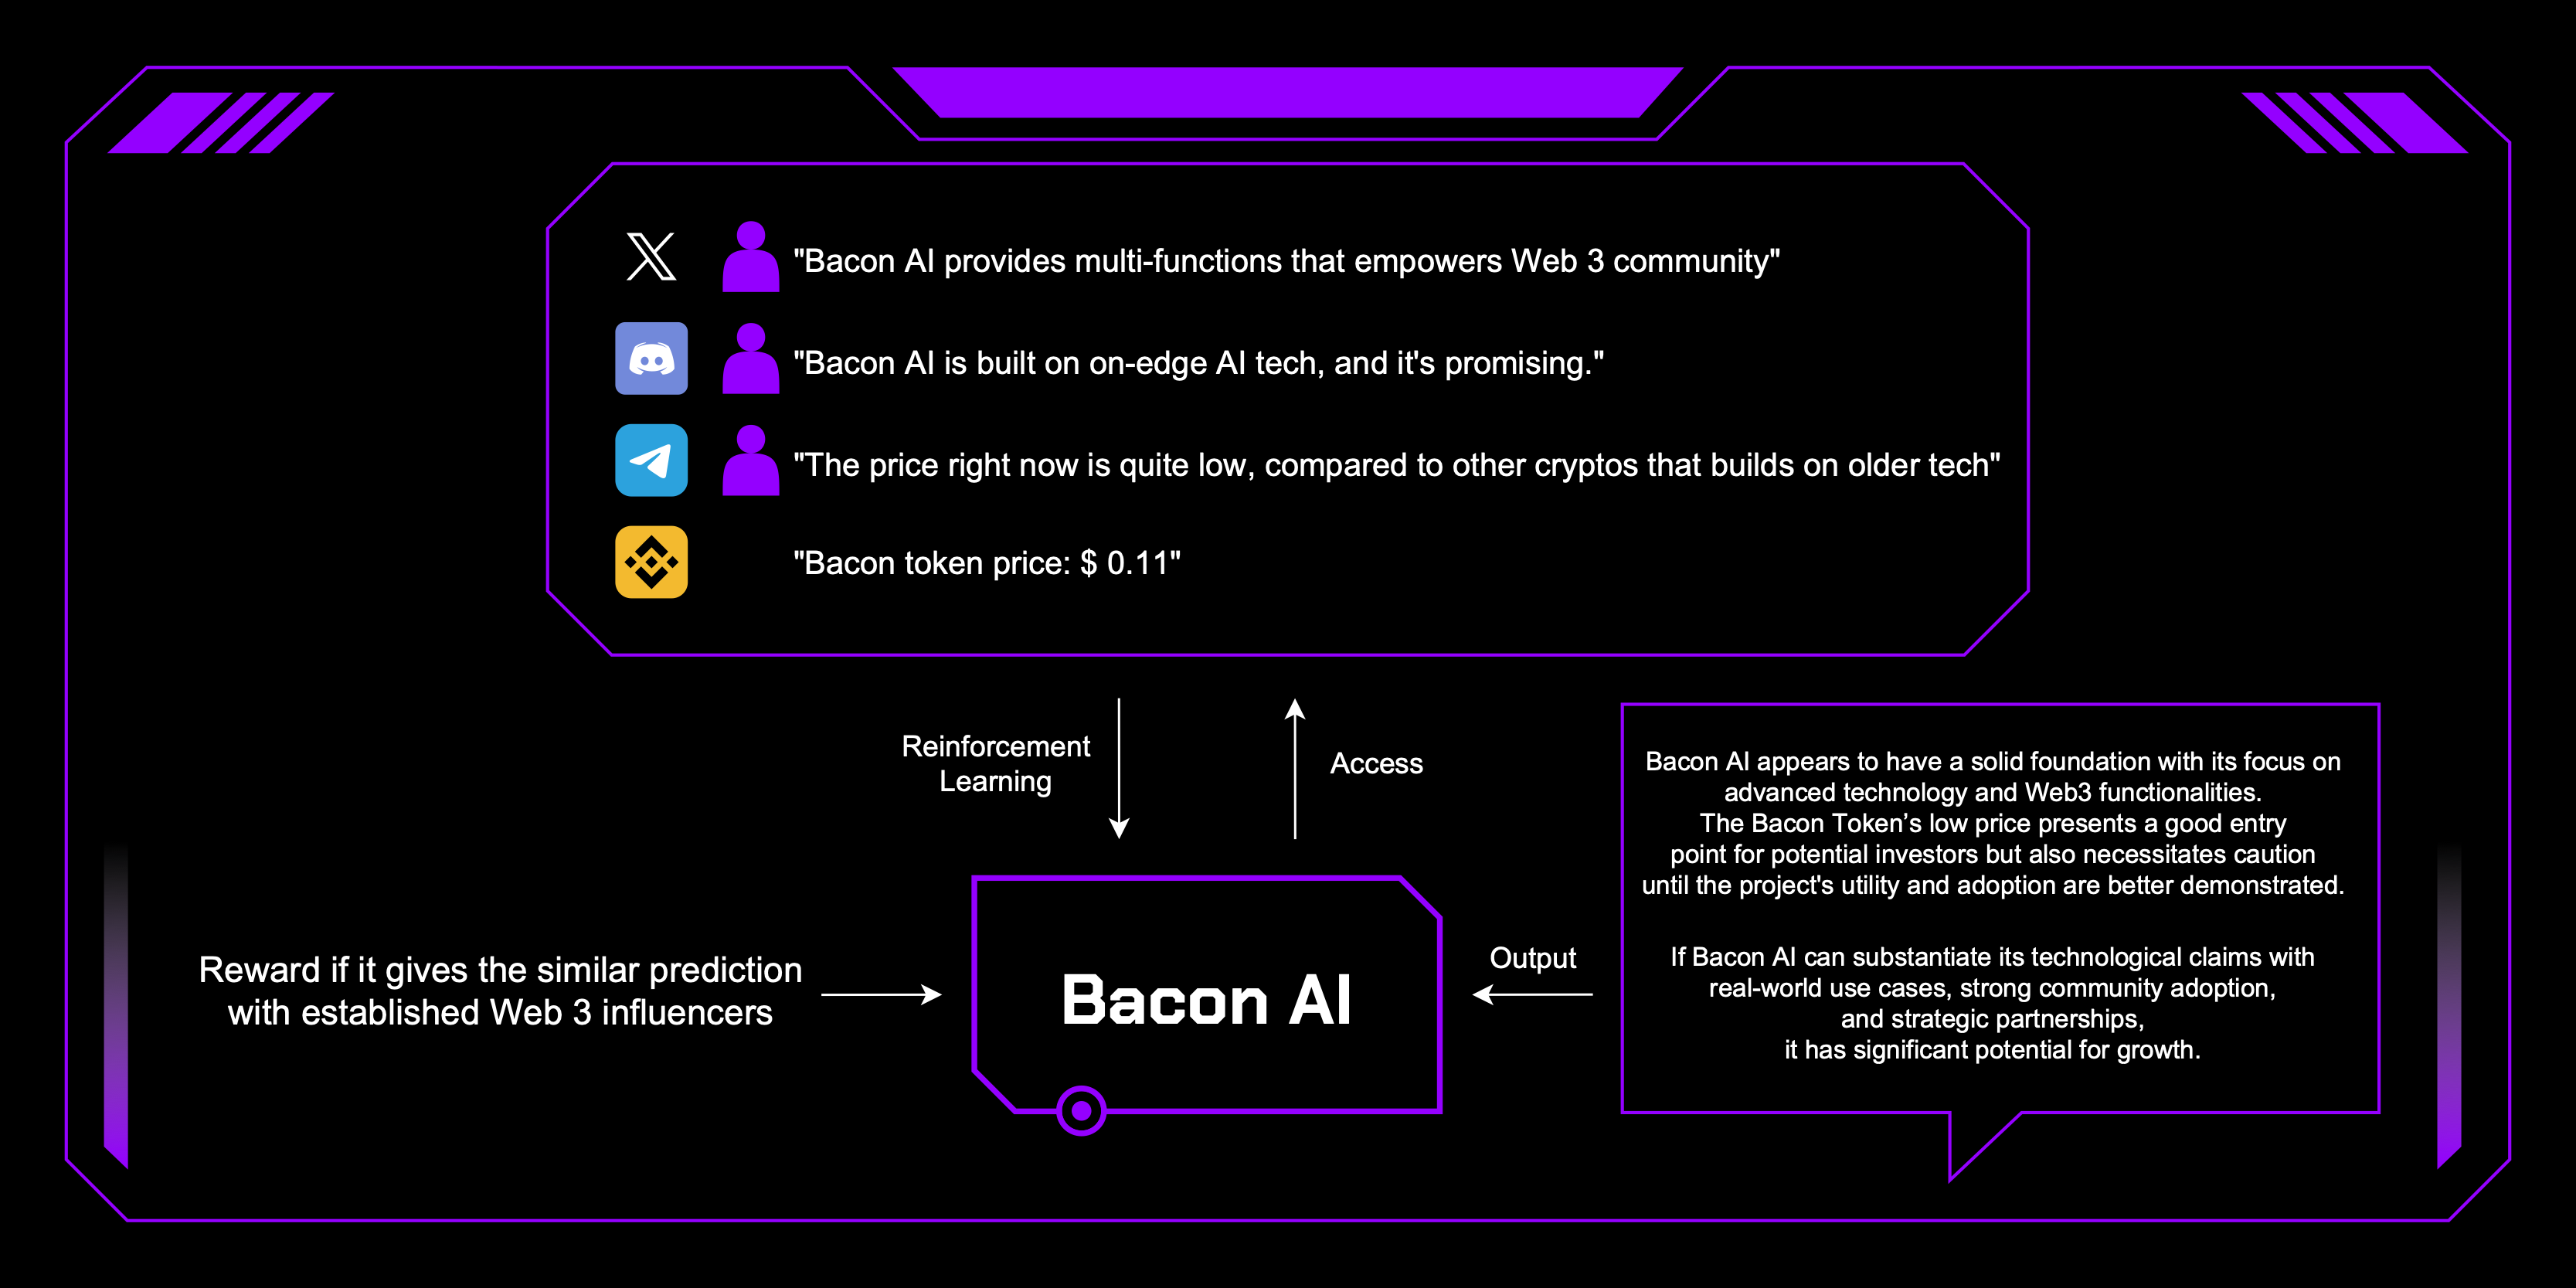 "Bacon AI provides multi-functions that empowers Web 3 community"
"Bacon AI is built on on-edge AI tech, and it's promising."
"The price right now is quite low, compared to other cryptos that builds on older tech"
"Bacon token price: $ 0.11"
Reinforcement
Learning
Access
Reward if it gives the similar prediction
with established Web 3 influencers
Bacon AI
Output
Bacon AI appears to have a solid foundation with its focus on
advanced technology and Web3 functionalities.
The Bacon Token’s low price presents a good entry
point for potential investors but also necessitates caution
until the project's utility and adoption are better demonstrated.
If Bacon AI can substantiate its technological claims with
real-world use cases, strong community adoption,
and strategic partnerships,
it has significant potential for growth.